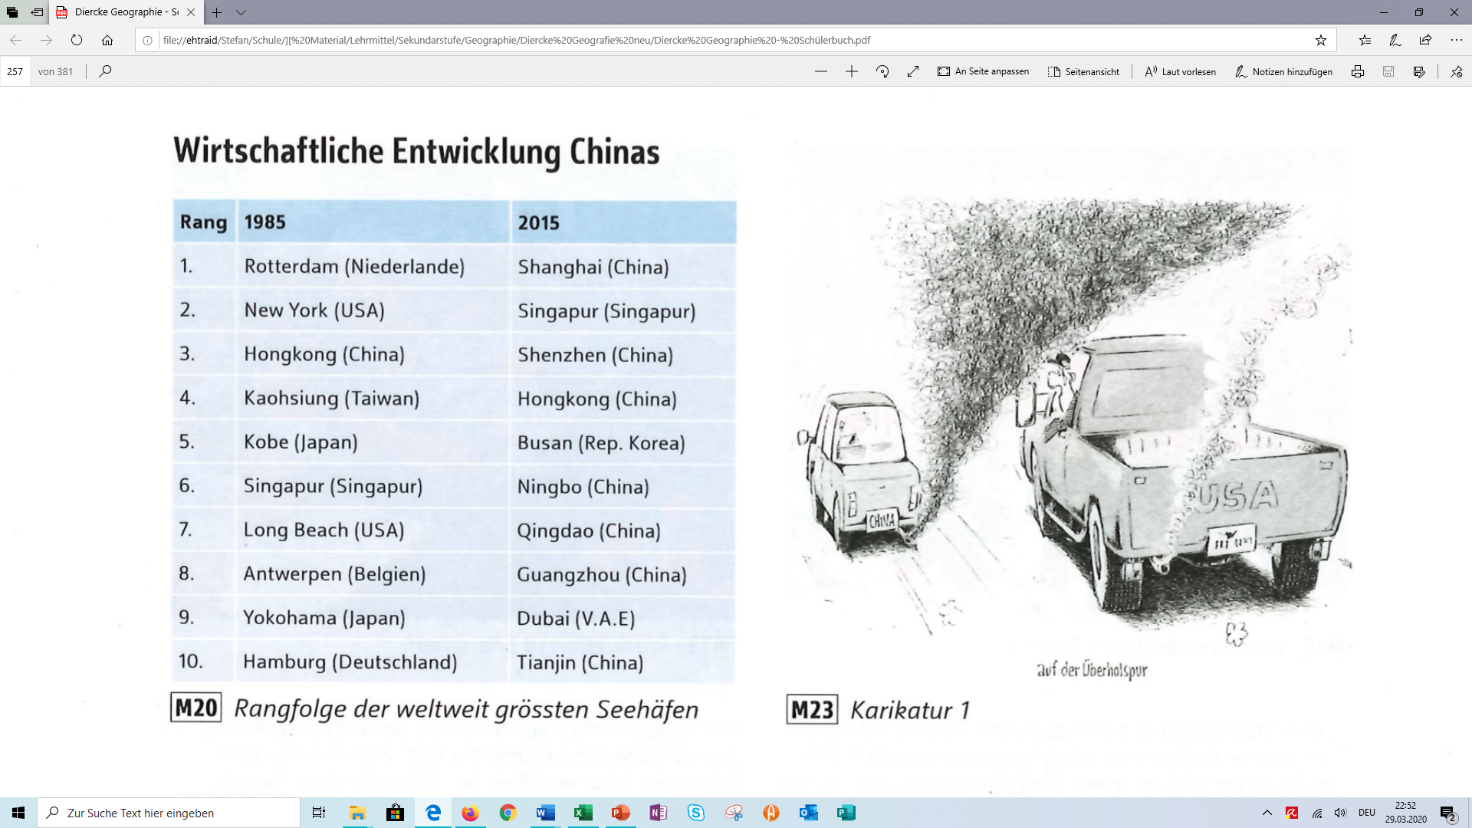 Diercke Geographie - Sc
file://ehtraid/Stefan/Schule/][%20Material/Lehrmittel/Sekundarstufe/Geographie/Diercke%20Geografie%20neu/Diercke%20Geographie%20-%20Schülerbuch.pdf
257 von 381 An Seite anpassen Seitenansicht Laut vorlesen Notizen hinzufügen
Wirtschaftliche Entwicklung Chinas
Rang 1985 2015
1. Rotterdam (Niederlande) Shanghai (China)
2. New York (USA) Singapur (Singapur)
3. Hongkong (China) Shenzhen (China)
4. Kaohsiung (Taiwan) Hongkong (China)
5. Kobe (Japan) Busan (Rep. Korea)
6. Singapur (Singapur) Ningbo (China)
7. Long Beach (USA) Qingdao (China)
8. Antwerpen (Belgien) Guangzhou (China)
9. Yokohama (Japan) Dubai (V.A.E)
10. Hamburg (Deutschland) Tianjin (China)
M20 Rangfolge der weltweit grössten Seehäfen
CHINA
USA
auf der Überholspur
M23 Karikatur 1
Zur Suche Text hier eingeben
DEU
22:52
29.03.2020
2